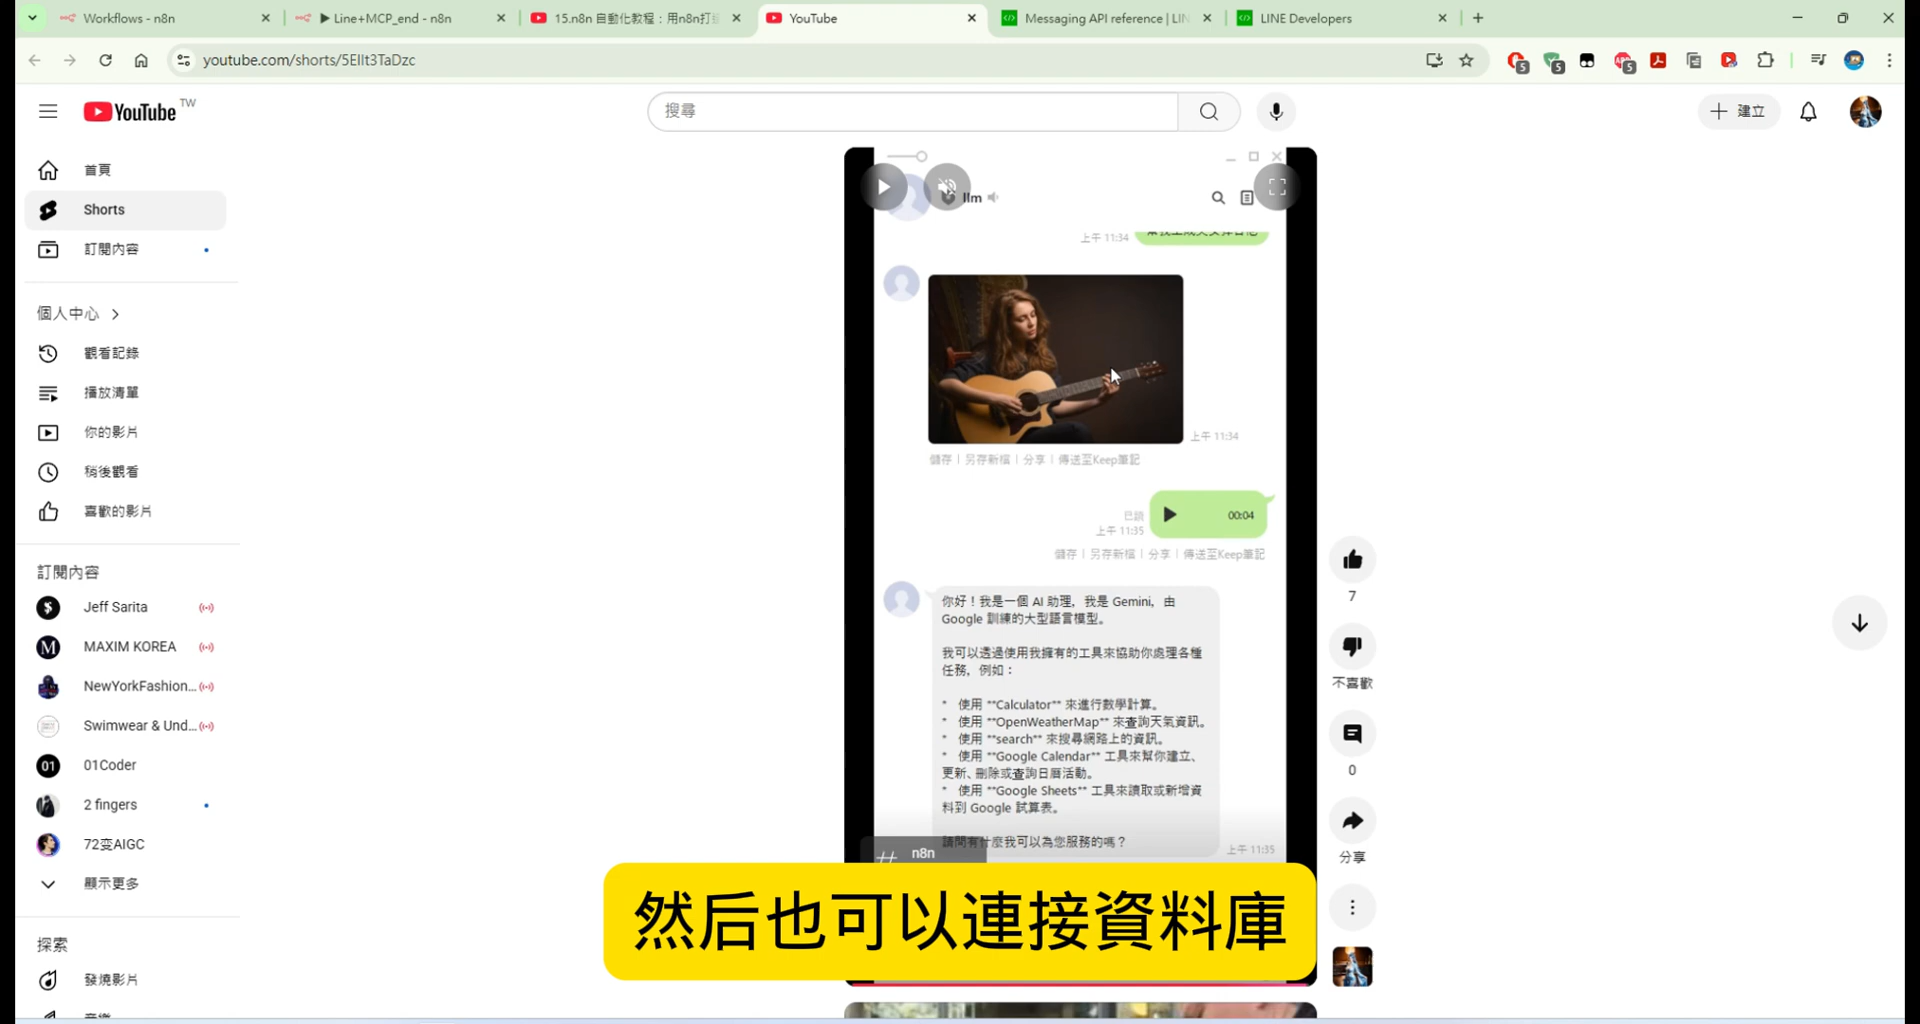 Workflows - n8n
Line+MCP_end - n8n
15.n8n 自動化教程：用n8n打
YouTube
Messaging API reference | LIN
LINE Developers
youtube.com/shorts/5EIIt3TaDzc
YouTube TW
搜尋
建立
首頁
Shorts
訂閱內容
個人中心
觀看記錄
播放清單
你的影片
稍後觀看
喜歡的影片
訂閱內容
Jeff Sarita
MAXIM KOREA
NewYorkFashion...
Swimwear & Und...
01Coder
2 fingers
72变AIGC
顯示更多
探索
發燒影片
llm
上午 11:34
上午 11:34
儲存 | 另存新檔 | 分享 | 傳送至Keep筆記
00:04
已讀
上午 11:35
儲存 | 另存新檔 | 分享 | 傳送至Keep筆記
你好！我是一個 AI 助理，我是 Gemini，由
Google 訓練的大型語言模型。
我可以透過使用我擁有的工具來協助你處理各種
任務，例如：
* 使用 **Calculator** 來進行數學計算。
* 使用 **OpenWeatherMap** 來查詢天氣資訊。
* 使用 **search** 來搜尋網路上的資訊。
* 使用 **Google Calendar** 工具來幫你建立、
更新、刪除或查詢日曆活動。
* 使用 **Google Sheets** 工具來讀取或新增資
料到 Google 試算表。
請問有什麼我可以為您服務的嗎？
上午 11:35
# n8n
7
不喜歡
0
分享
然后也可以連接資料庫